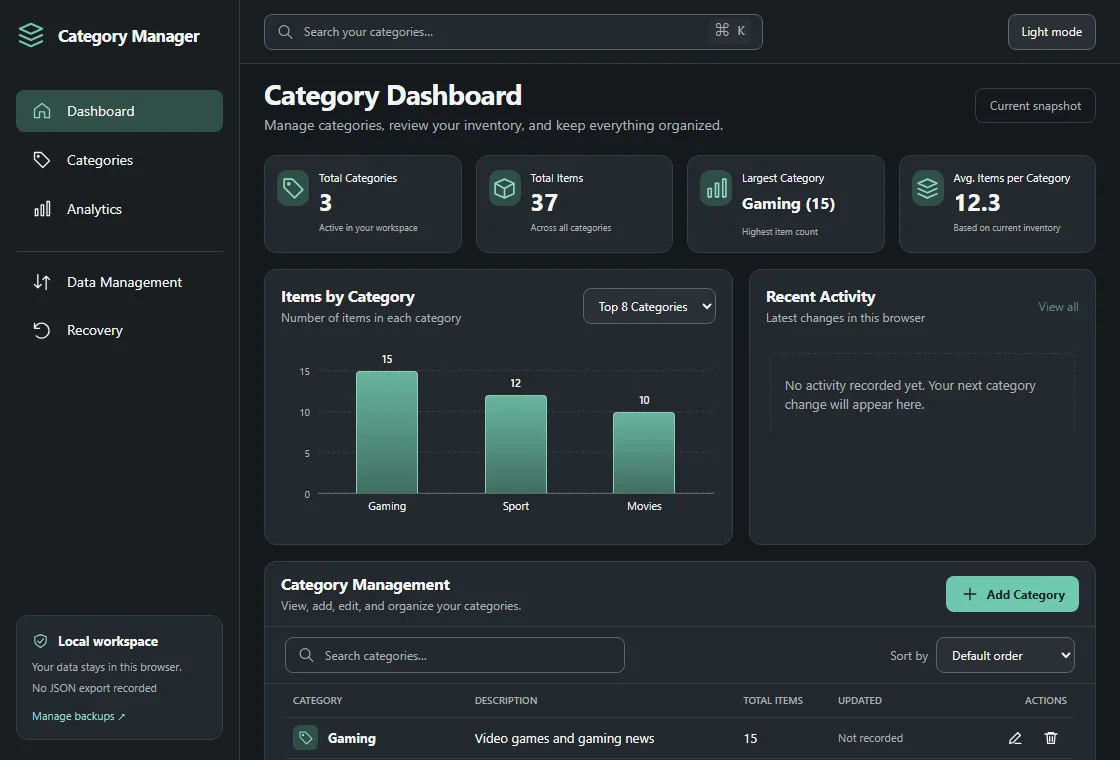 Category Manager
Search your categories...
⌘ K
Light mode
Dashboard
Categories
Analytics
Data Management
Recovery
Local workspace
Your data stays in this browser.
No JSON export recorded
Manage backups ↗
Category Dashboard
Manage categories, review your inventory, and keep everything organized.
Current snapshot
Total Categories
3
Active in your workspace
Total Items
37
Across all categories
Largest Category
Gaming (15)
Highest item count
Avg. Items per Category
12.3
Based on current inventory
Items by Category
Number of items in each category
Top 8 Categories
15
12
10
15
10
5
0
Gaming
Sport
Movies
Recent Activity
Latest changes in this browser
View all
No activity recorded yet. Your next category
change will appear here.
Category Management
View, add, edit, and organize your categories.
Add Category
Search categories...
Sort by
Default order
CATEGORY
DESCRIPTION
TOTAL ITEMS
UPDATED
ACTIONS
Gaming
Video games and gaming news
15
Not recorded